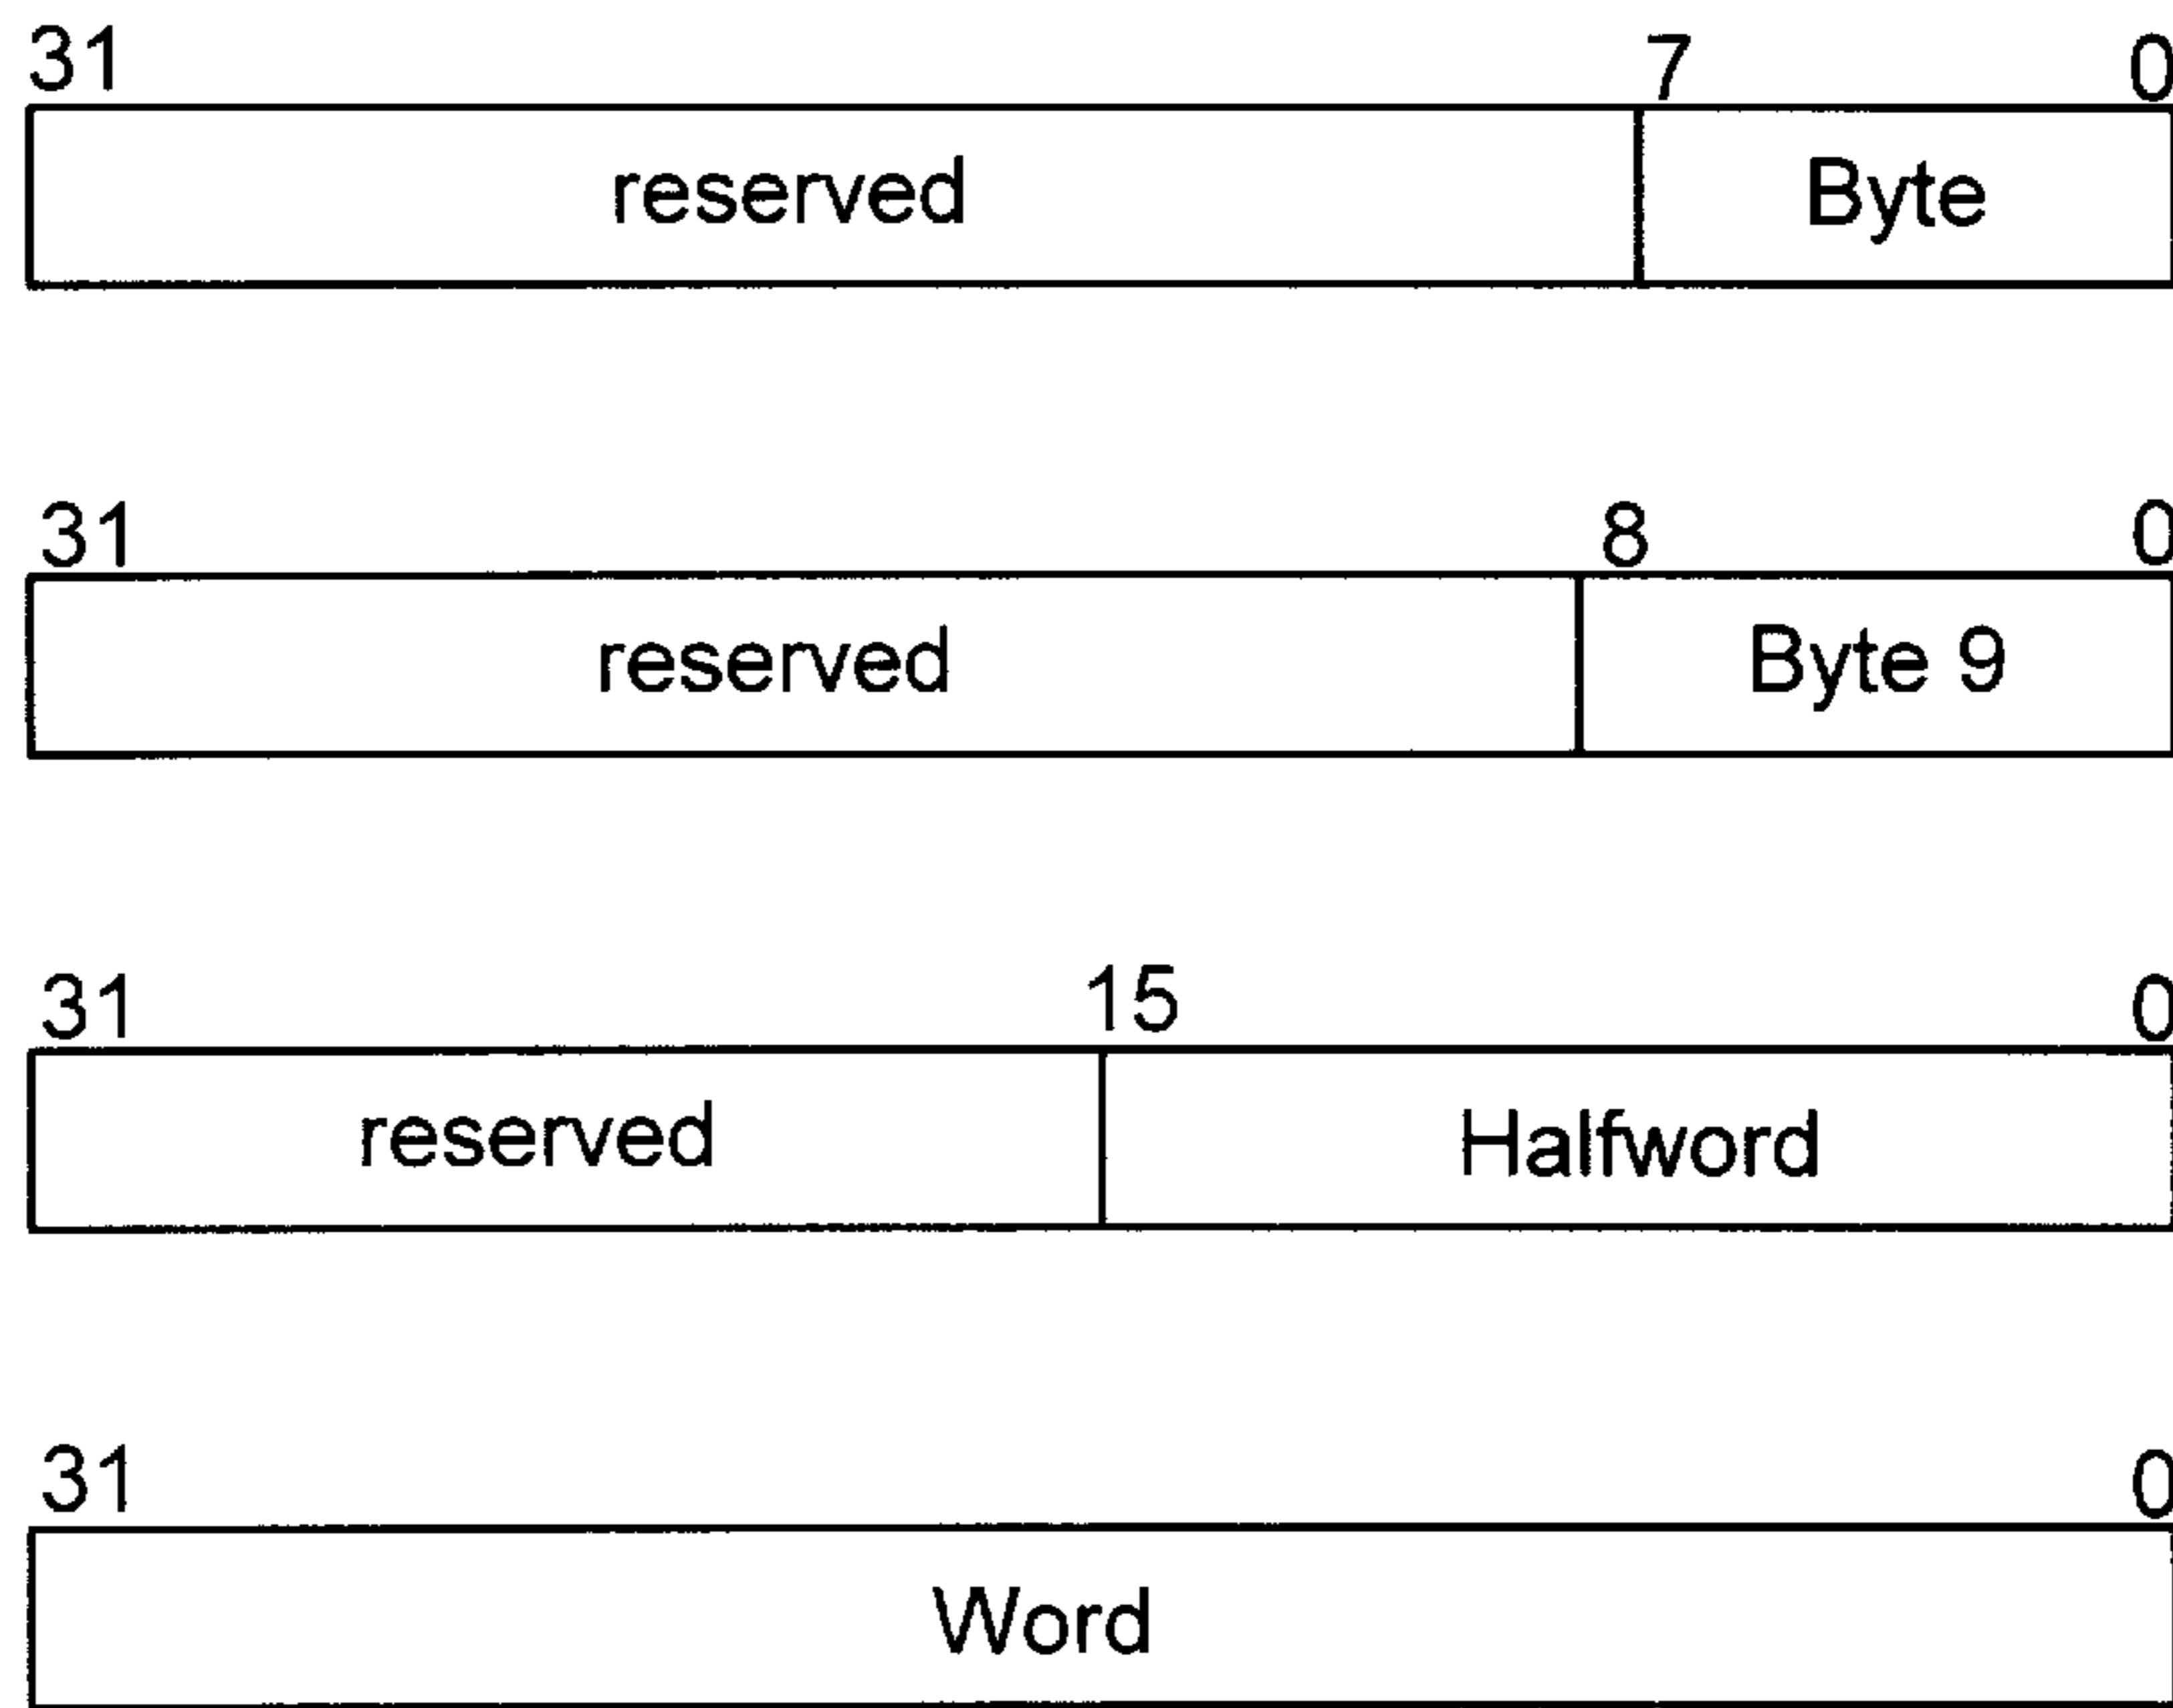 31 7 0
reserved Byte
31 8 0
reserved Byte 9
31 15 0
reserved Halfword
31 0
Word